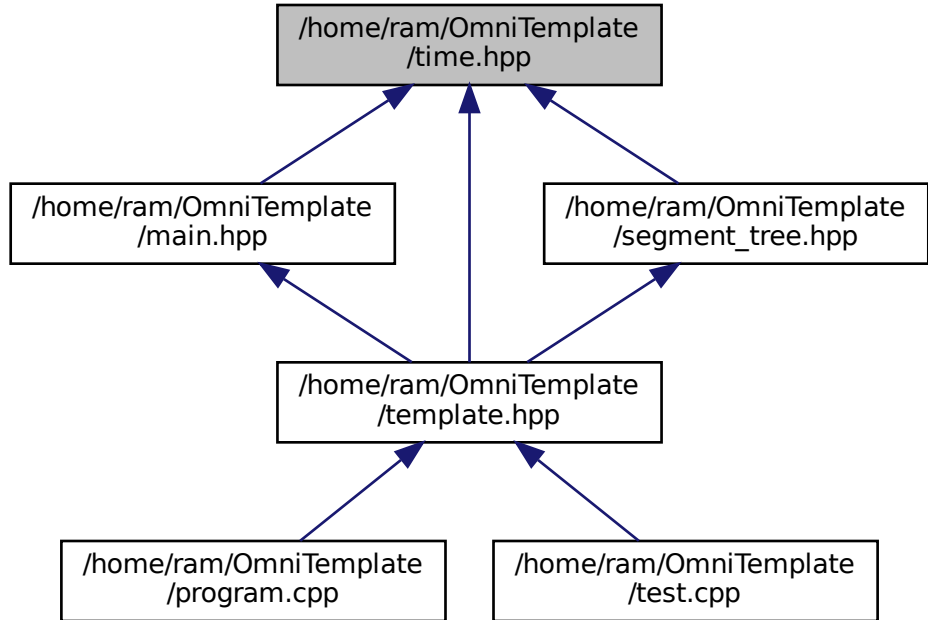 /home/ram/OmniTemplate
/time.hpp
/home/ram/OmniTemplate
/main.hpp
/home/ram/OmniTemplate
/segment_tree.hpp
/home/ram/OmniTemplate
/template.hpp
/home/ram/OmniTemplate
/program.cpp
/home/ram/OmniTemplate
/test.cpp